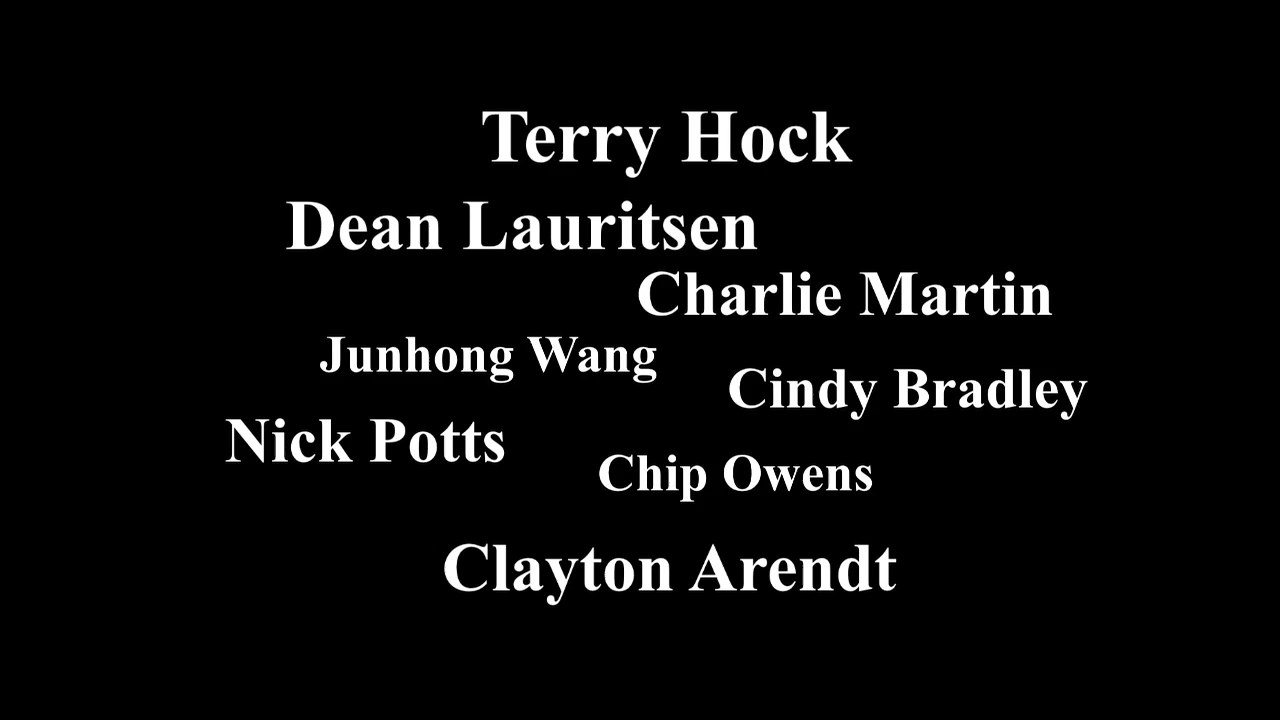 Terry Hock
Dean Lauritsen
Charlie Martin
Junhong Wang
Cindy Bradley
Nick Potts
Chip Owens
Clayton Arendt